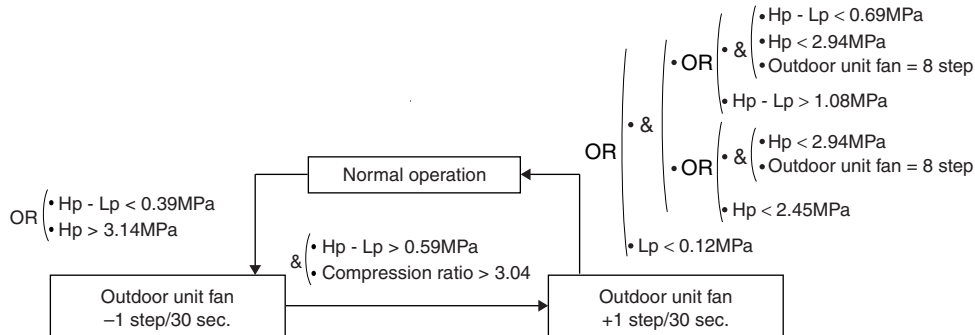 • Hp - Lp < 0.69MPa
• & • Hp < 2.94MPa
• OR • Outdoor unit fan = 8 step
• Hp - Lp > 1.08MPa
OR • &
• Hp < 2.94MPa
• & • Outdoor unit fan = 8 step
• OR
• Hp < 2.45MPa
• Lp < 0.12MPa
Normal operation
OR • Hp - Lp < 0.39MPa
• Hp > 3.14MPa
& • Hp - Lp > 0.59MPa
• Compression ratio > 3.04
Outdoor unit fan
–1 step/30 sec.
Outdoor unit fan
+1 step/30 sec.